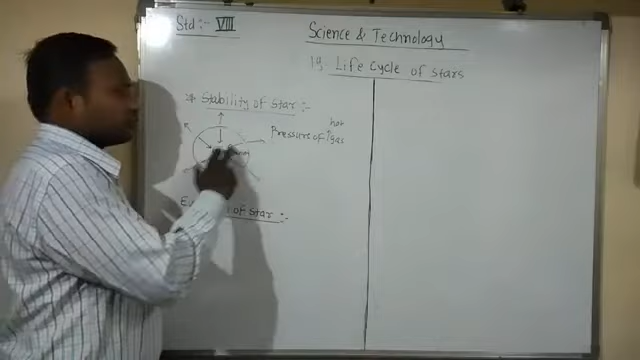 Std :- VIII
Science & Technology
19. Life Cycle of stars
* Stability of Star :-
hot
Pressure of gas
of Star :-